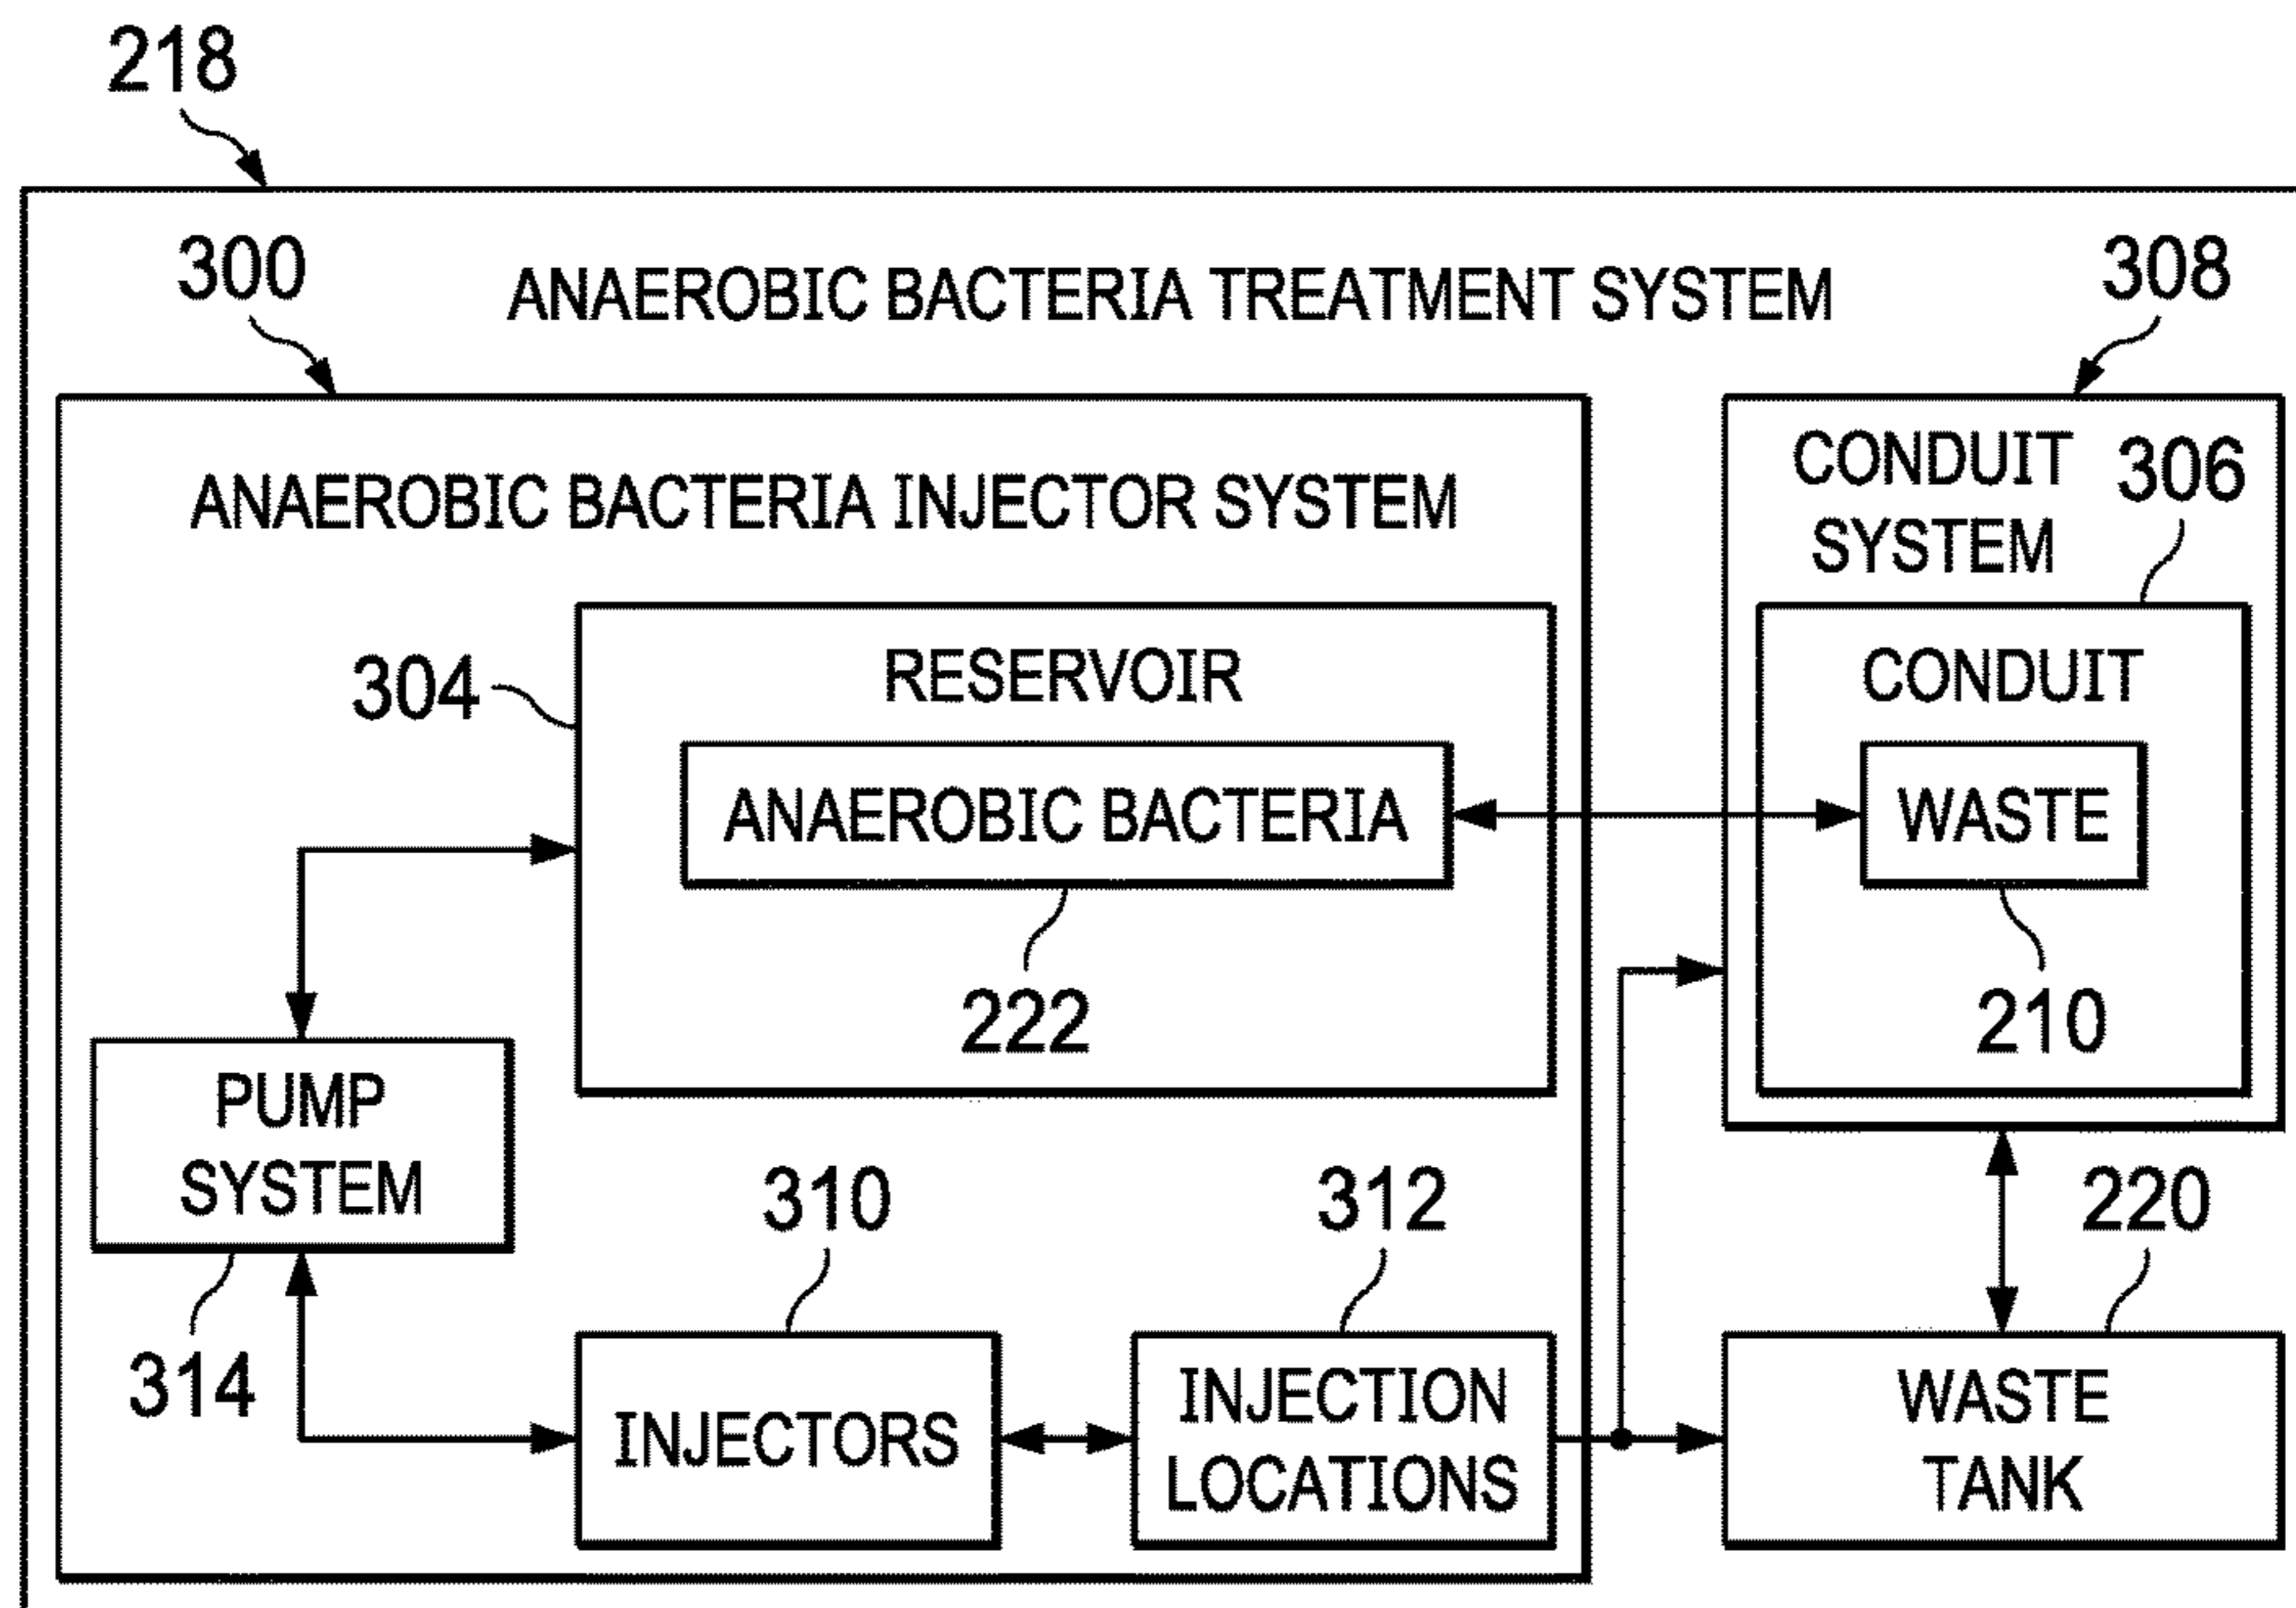 218
300
ANAEROBIC BACTERIA TREATMENT SYSTEM
308
ANAEROBIC BACTERIA INJECTOR SYSTEM
CONDUIT
SYSTEM
306
304
RESERVOIR
CONDUIT
ANAEROBIC BACTERIA
WASTE
222
210
PUMP
SYSTEM
314
310
312
220
INJECTORS
INJECTION
LOCATIONS
WASTE
TANK